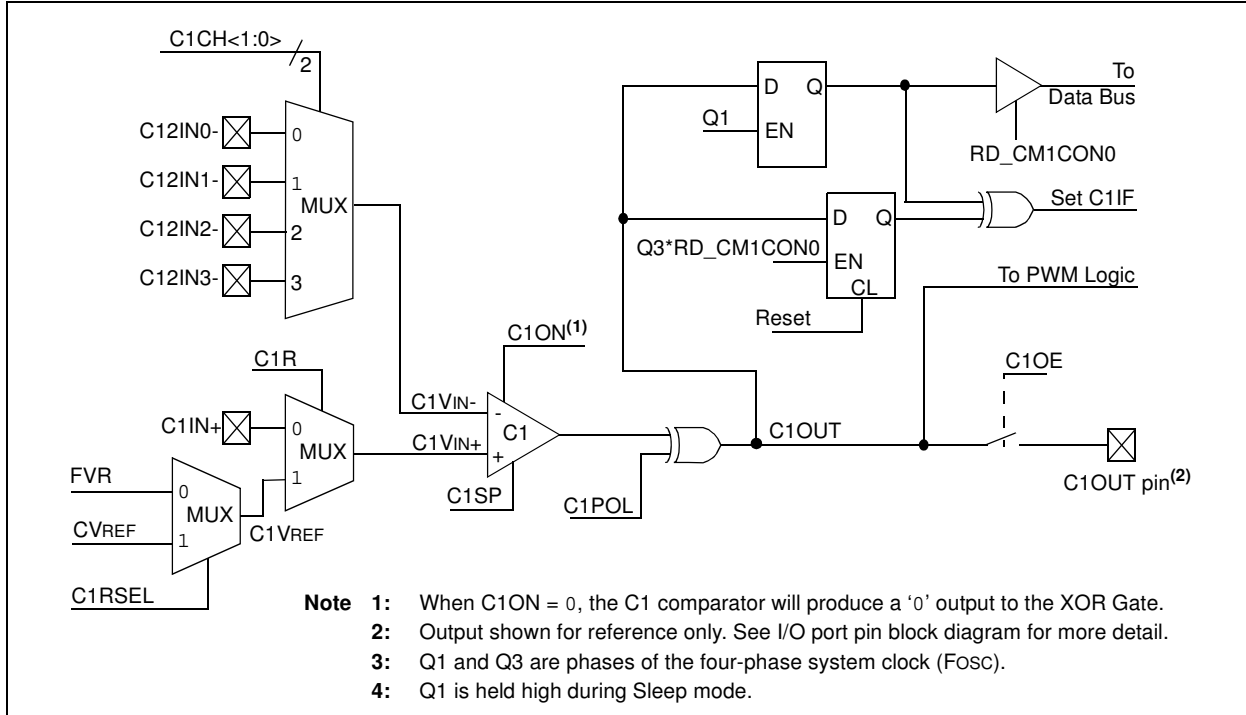 C1CH<1:0>
2
C12IN0-
0
C12IN1-
1
MUX
C12IN2-
2
C12IN3-
3
D Q
Q1
EN
To
Data Bus
RD_CM1CON0
D Q
Set C1IF
Q3*RD_CM1CON0
EN
CL
To PWM Logic
Reset
C1ON(1)
C1R
C1OE
C1VIN-
-
C1IN+
0
C1
C1OUT
C1VIN+
+
MUX
1
FVR
0
C1SP
C1POL
C1OUT pin(2)
MUX
C1VREF
CVREF
1
C1RSEL
Note 1: When C1ON = 0, the C1 comparator will produce a ‘0’ output to the XOR Gate.
2: Output shown for reference only. See I/O port pin block diagram for more detail.
3: Q1 and Q3 are phases of the four-phase system clock (FOSC).
4: Q1 is held high during Sleep mode.